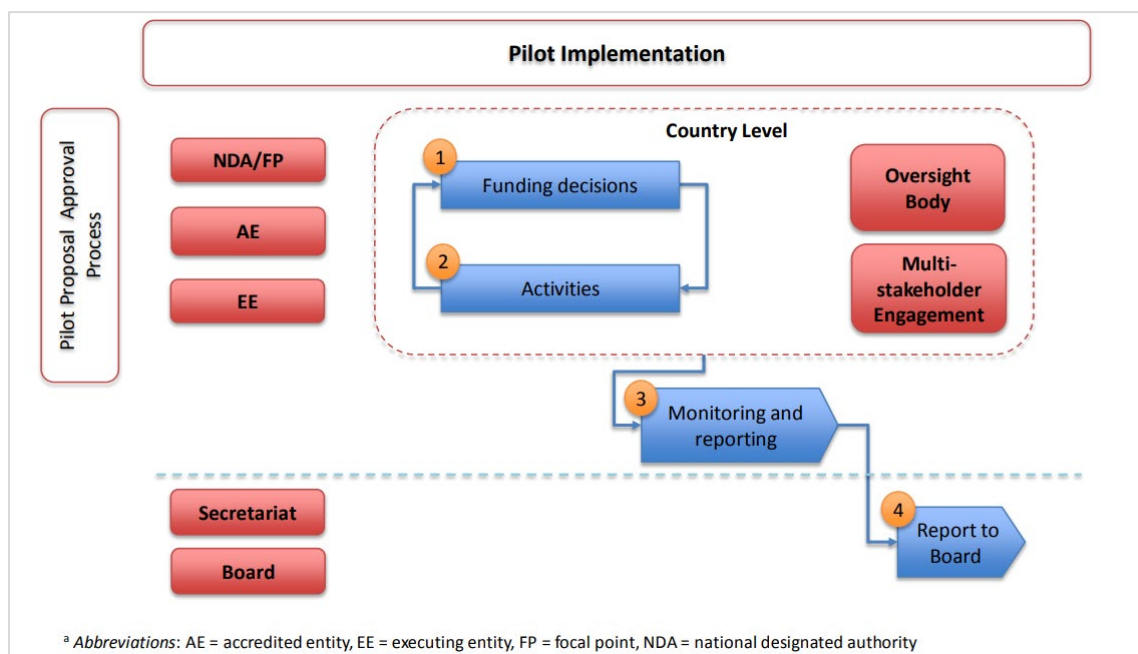 Pilot Implementation
Pilot Proposal Approval
Process
NDA/FP
AE
EE
Country Level
1
Funding decisions
2
Activities
Oversight
Body
Multi-
stakeholder
Engagement
3
Monitoring and
reporting
Secretariat
Board
4
Report to
Board
a Abbreviations: AE = accredited entity, EE = executing entity, FP = focal point, NDA = national designated authority